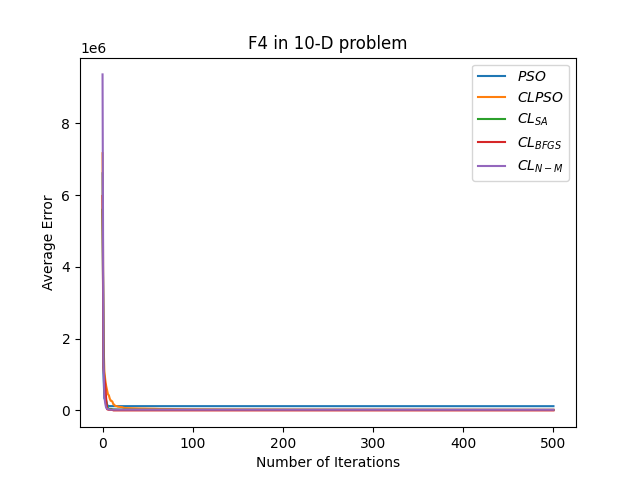 F4 in 10-D problem
1e6
PSO
CLPSO
CL_SA
CL_BFGS
CL_N-M
8
6
4
2
0
Average Error
0 100 200 300 400 500
Number of Iterations